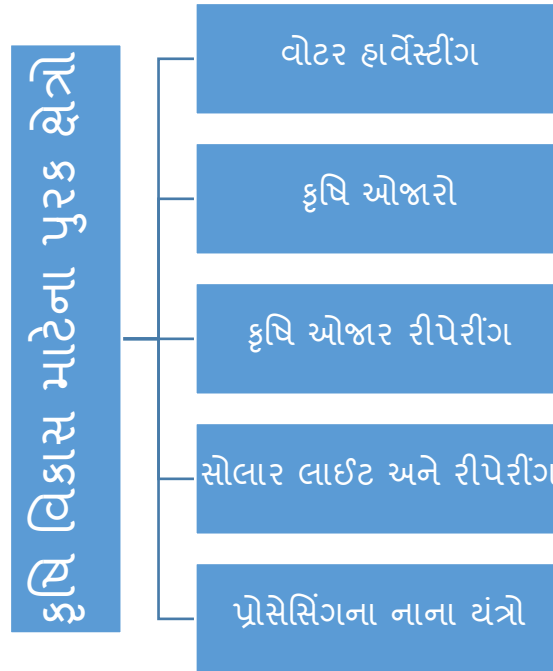 કૃષિ વિકાસ માટેના પુરક ક્ષેત્રો
વોટર હાર્વેસ્ટીંગ
કૃષિ ઓજારો
કૃષિ ઓજાર રીપેરીંગ
સોલાર લાઈટ અને રીપેરીંગ
પ્રોસેસિંગના નાના યંત્રો